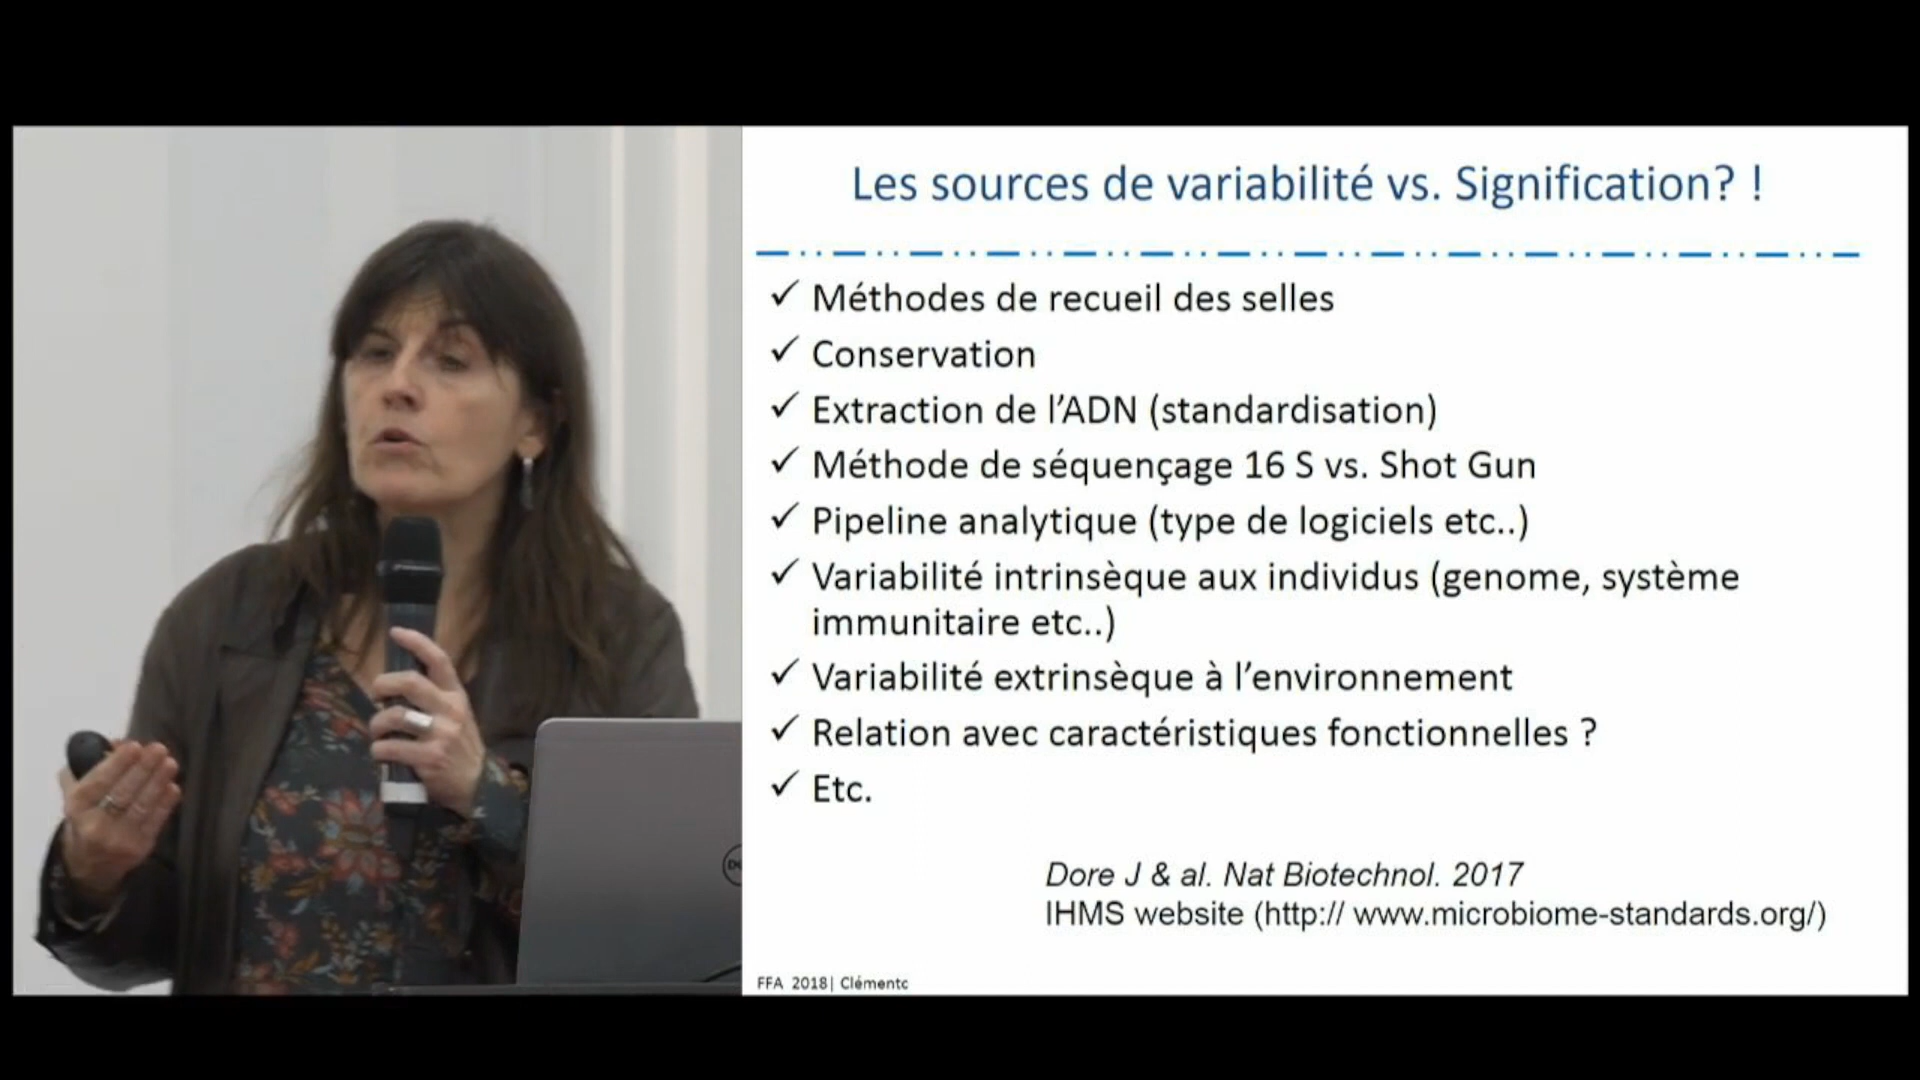 Les sources de variabilité vs. Signification? !
✓ Méthodes de recueil des selles
✓ Conservation
✓ Extraction de l'ADN (standardisation)
✓ Méthode de séquençage 16 S vs. Shot Gun
✓ Pipeline analytique (type de logiciels etc..)
✓ Variabilité intrinsèque aux individus (genome, système
immunitaire etc..)
✓ Variabilité extrinsèque à l'environnement
✓ Relation avec caractéristiques fonctionnelles ?
✓ Etc.
Dore J & al. Nat Biotechnol. 2017
IHMS website (http:// www.microbiome-standards.org/)
FFA 2018| Clémentc